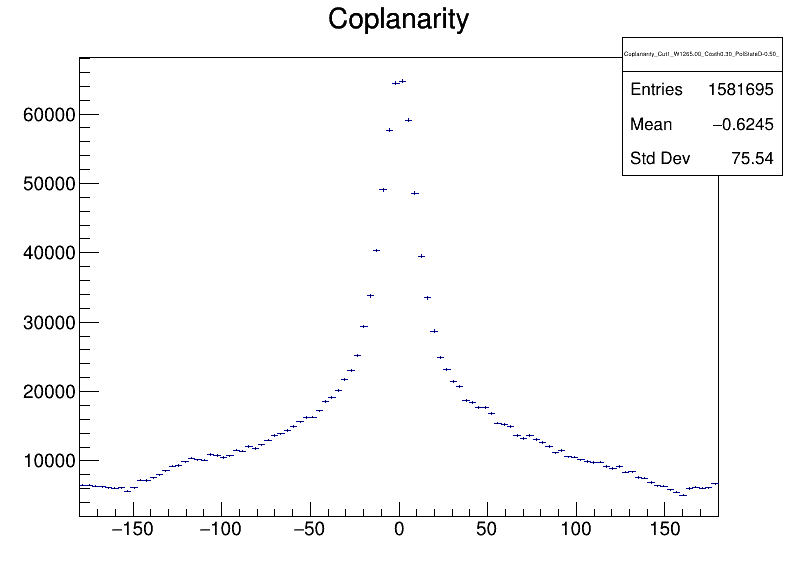 Coplanarity
Coplanarity_Cut1_W1265.00_Costh0.30_PolStateD-0.50_
Entries 1581695
Mean −0.6245
Std Dev 75.54
60000
50000
40000
30000
20000
10000
−150 −100 −50 0 50 100 150